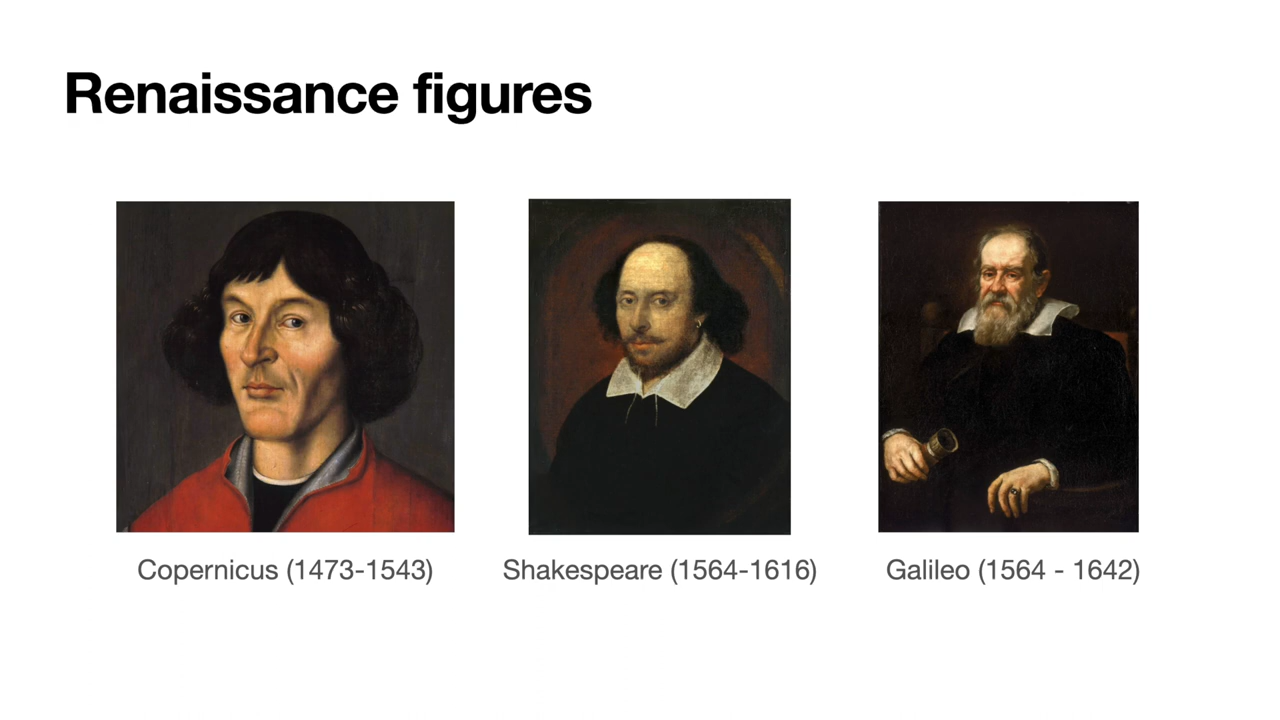 Renaissance figures
Copernicus (1473-1543)
Shakespeare (1564-1616)
Galileo (1564 - 1642)